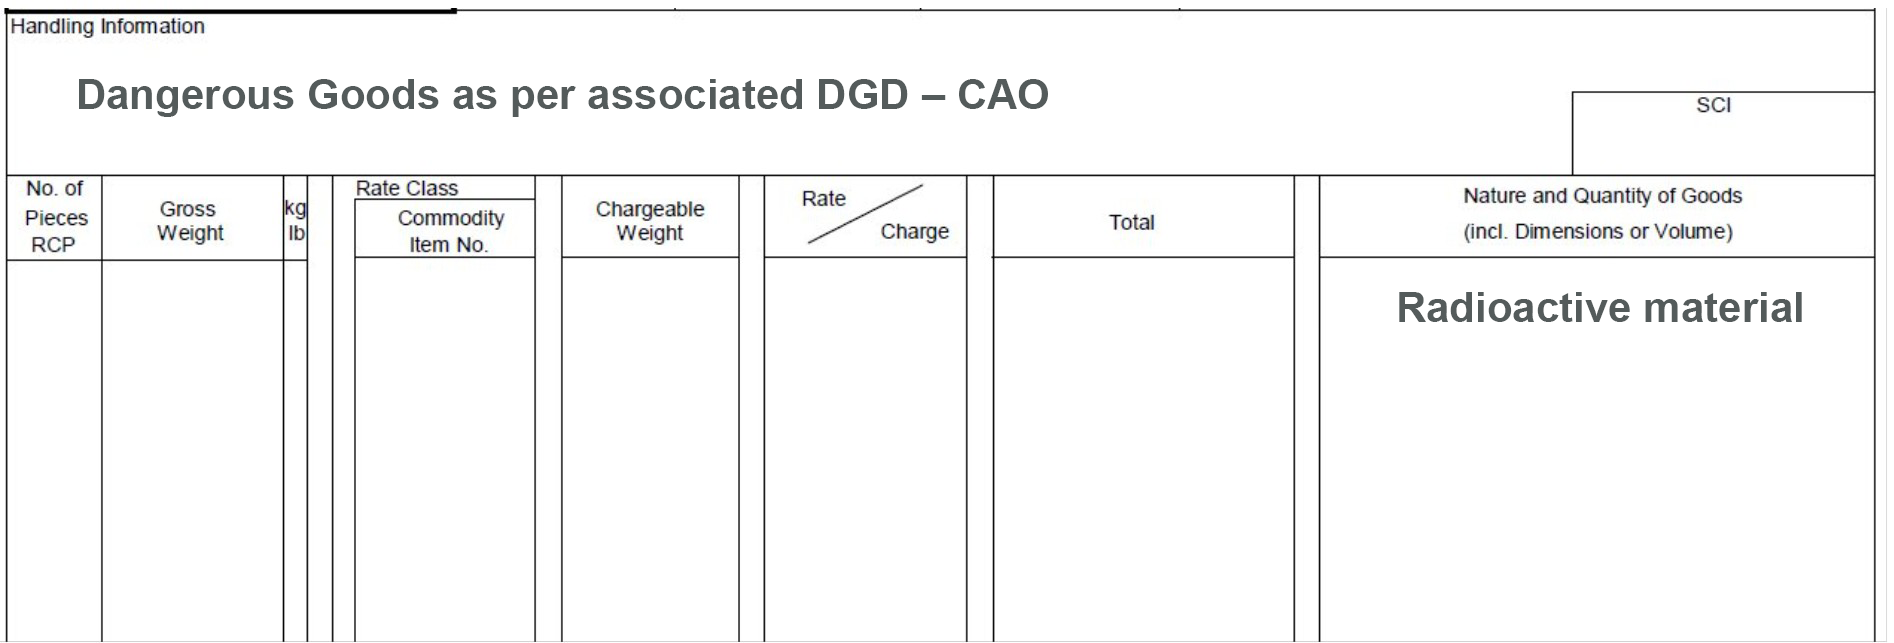 Handling Information
Dangerous Goods as per associated DGD – CAO
SCI
No. of
Pieces
RCP
Gross
Weight
kg
lb
Rate Class
Commodity
Item No.
Chargeable
Weight
Rate
Charge
Total
Nature and Quantity of Goods
(incl. Dimensions or Volume)
Radioactive material